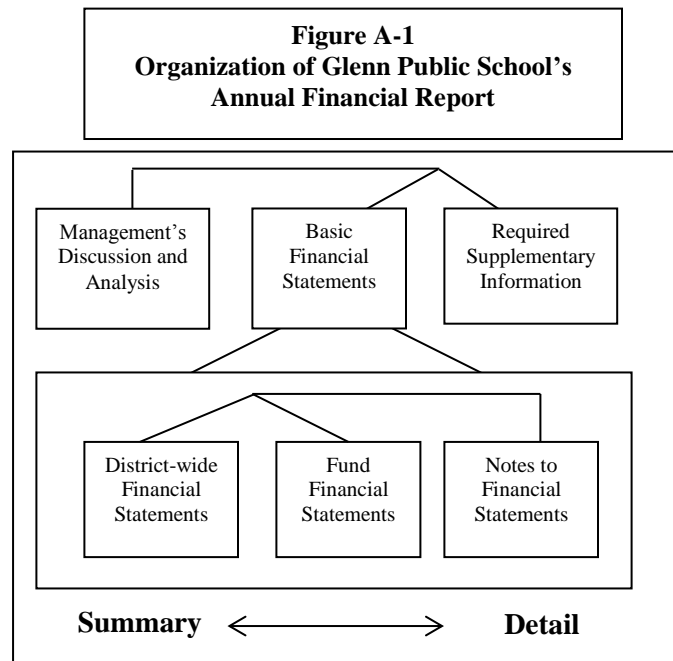 Figure A-1
Organization of Glenn Public School’s
Annual Financial Report
Management’s
Discussion and
Analysis
Basic
Financial
Statements
Required
Supplementary
Information
District-wide
Financial
Statements
Fund
Financial
Statements
Notes to
Financial
Statements
Summary
Detail